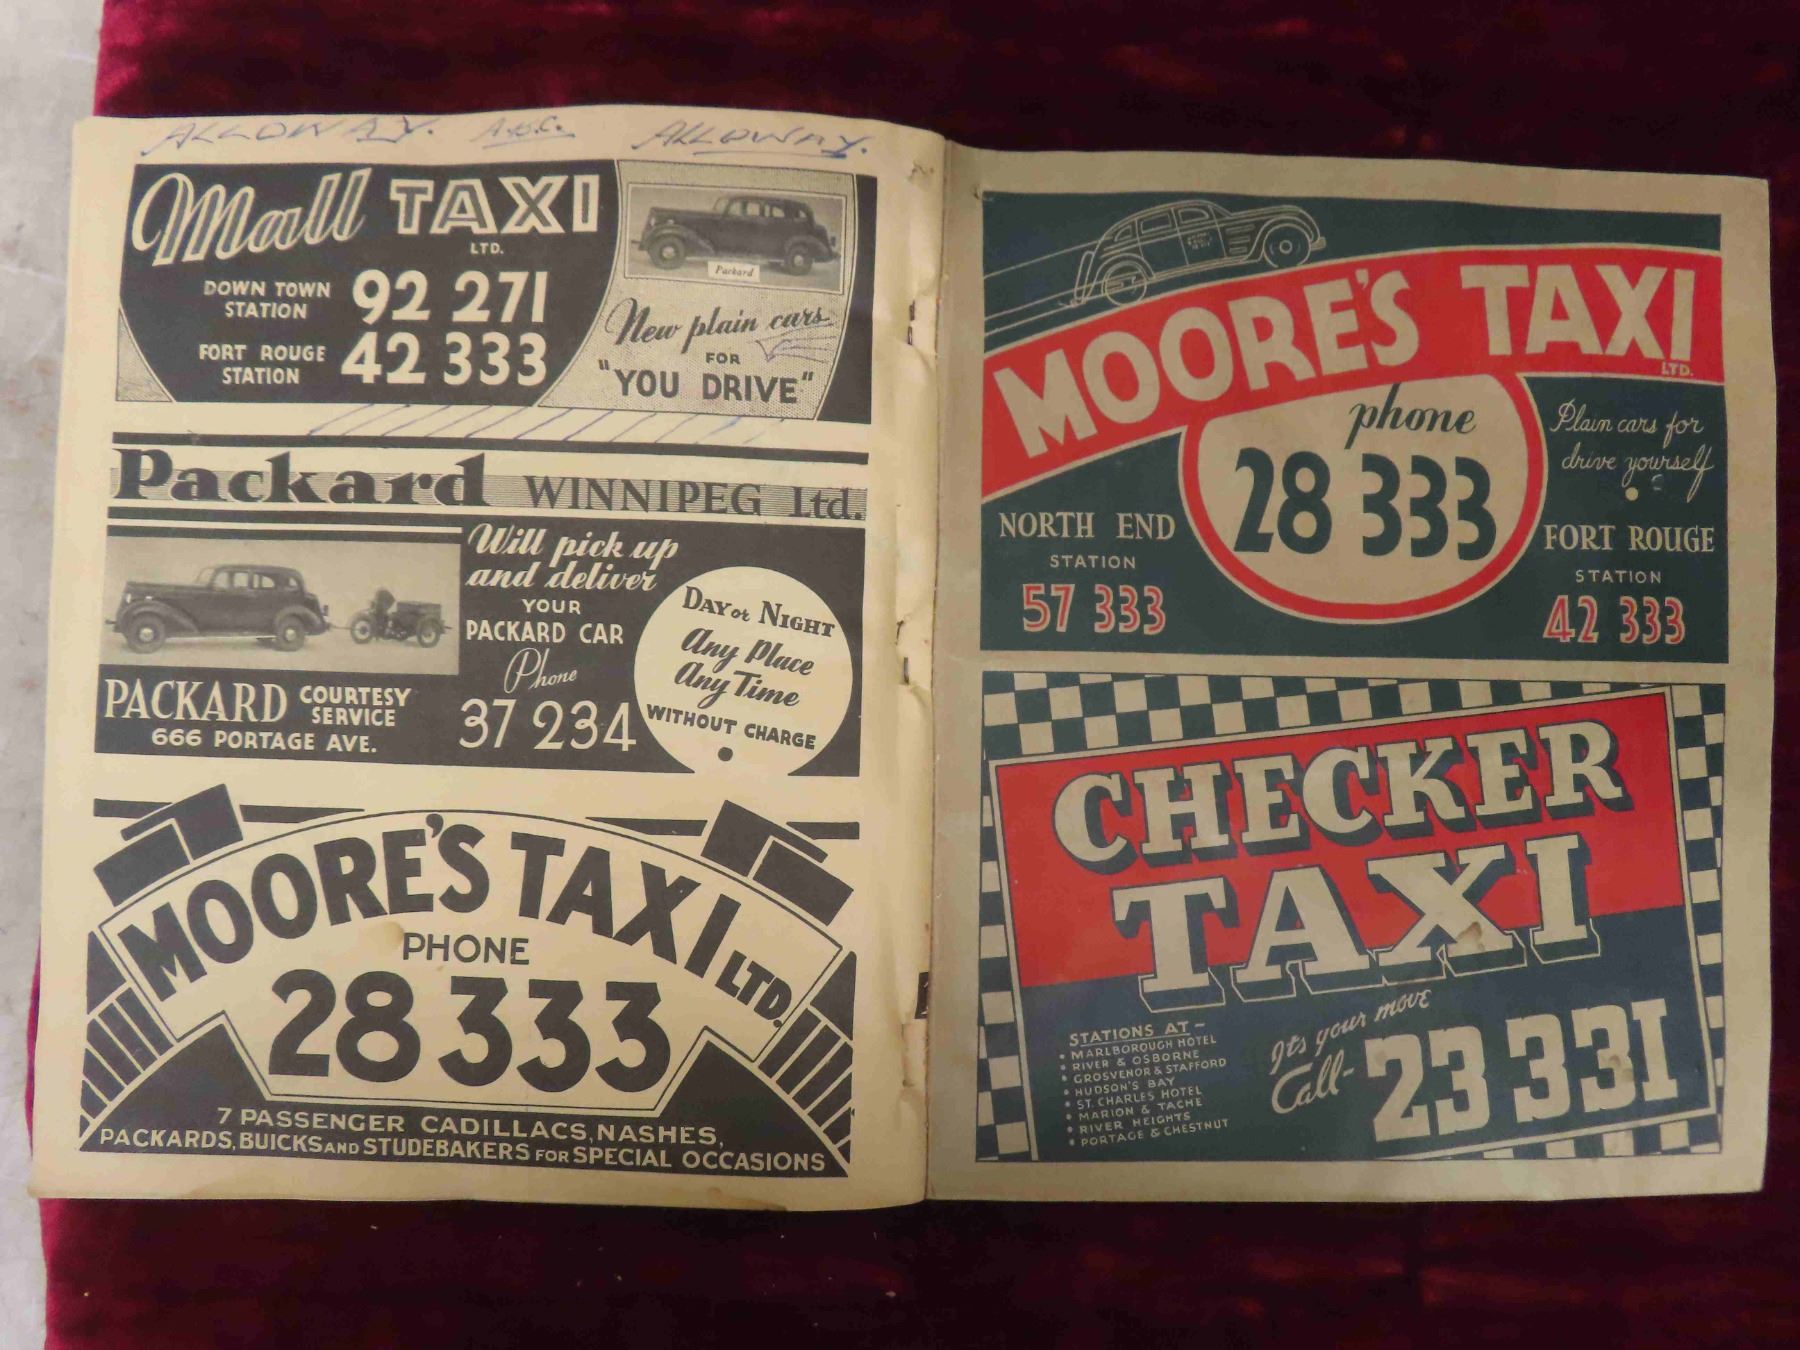 ALLOWAY. A.B.C. ALLOWAY.
Mall TAXI
LTD.
DOWN TOWN
STATION
92 271
FORT ROUGE
STATION
42 333
Packard
New plain cars
FOR
"YOU DRIVE"
Packard WINNIPEG Ltd.
Will pick up
and deliver
YOUR
PACKARD CAR
Phone
37 234
DAY or NIGHT
Any Place
Any Time
WITHOUT CHARGE
PACKARD COURTESY
SERVICE
666 PORTAGE AVE.
MOORE'S TAXI LTD.
PHONE
28 333
7 PASSENGER CADILLACS, NASHES,
PACKARDS, BUICKS AND STUDEBAKERS FOR SPECIAL OCCASIONS
MOORE'S TAXI
LTD.
phone
28 333
Plain cars for
drive yourself
NORTH END
STATION
57 333
FORT ROUGE
STATION
42 333
CHECKER
TAXI
STATIONS AT -
• MARLBOROUGH HOTEL
• RIVER & OSBORNE
• GROSVENOR & STAFFORD
• HUDSON'S BAY
• ST. CHARLES HOTEL
• MARION & TACHE
• RIVER HEIGHTS
• PORTAGE & CHESTNUT
Its your move
Call- 23 331